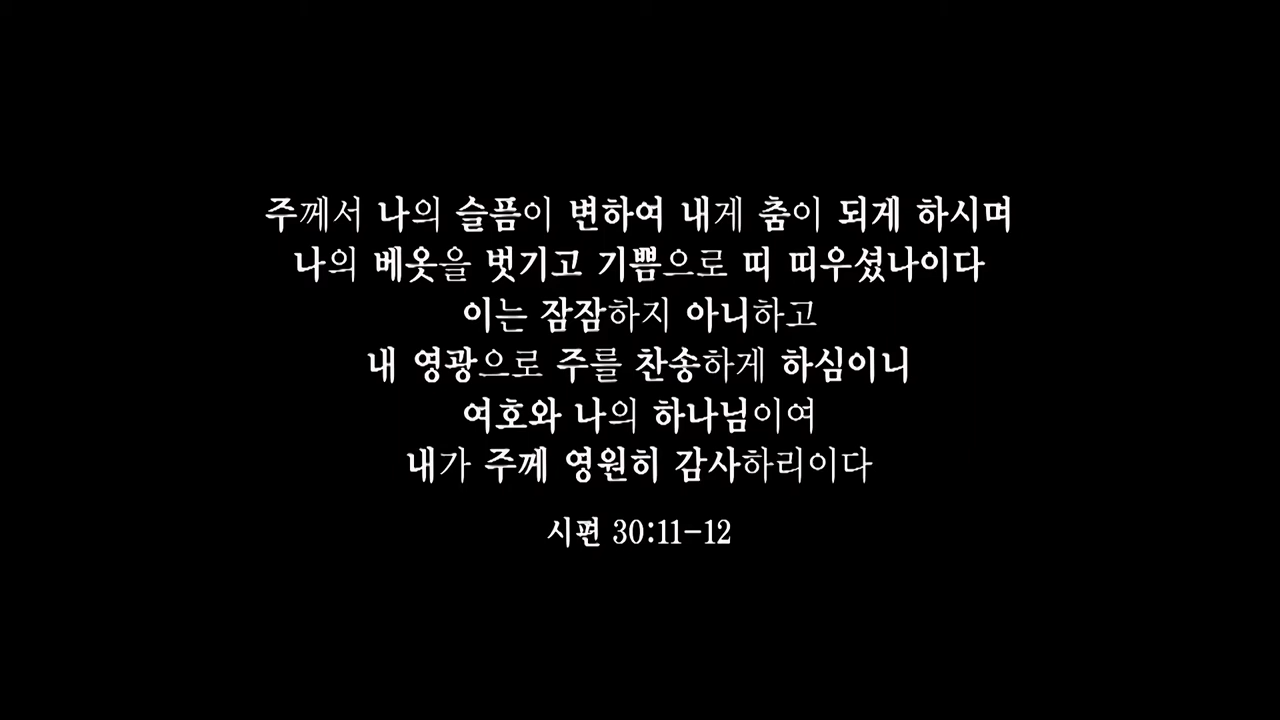 주께서 나의 슬픔이 변하여 내게 춤이 되게 하시며
나의 베옷을 벗기고 기쁨으로 띠 띠우셨나이다
이는 잠잠하지 아니하고
내 영광으로 주를 찬송하게 하심이니
여호와 나의 하나님이여
내가 주께 영원히 감사하리이다
시편 30:11-12